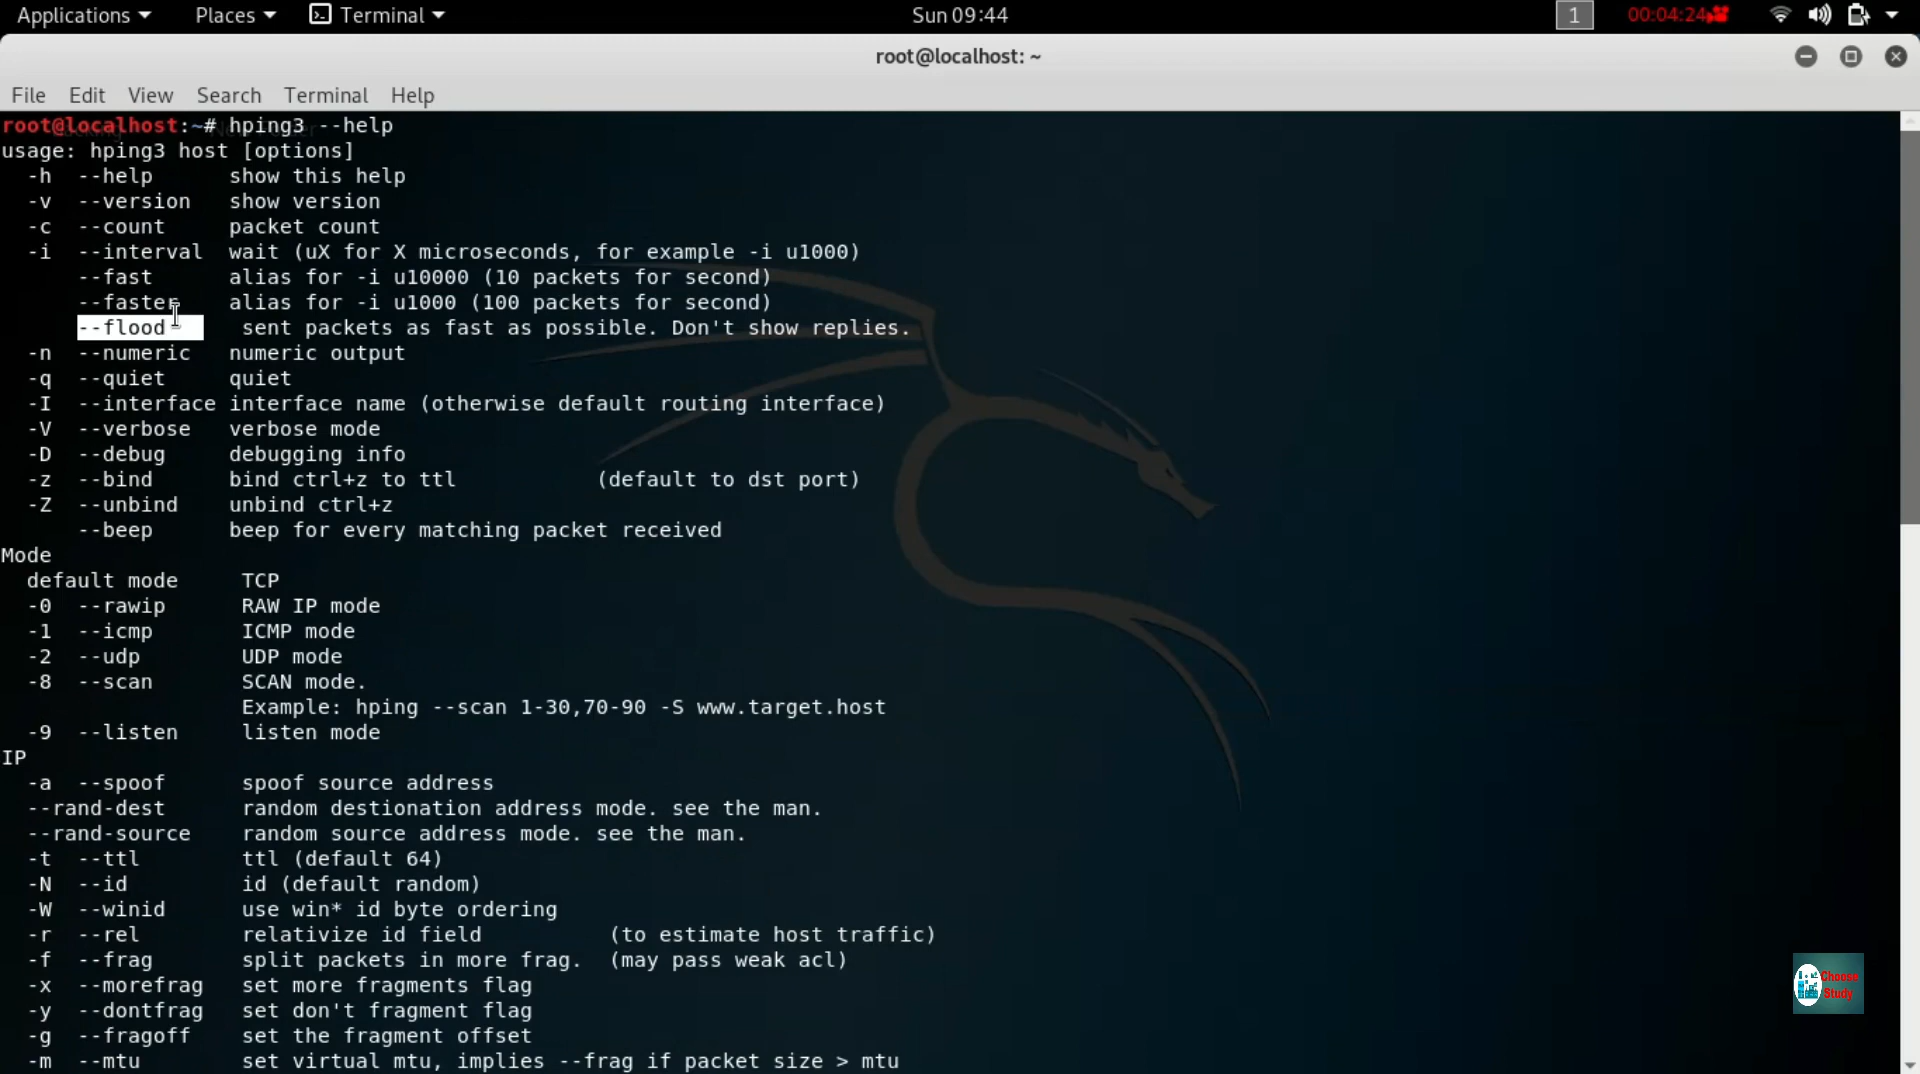 Applications Places Terminal Sun 09:44 1 00:04:24
root@localhost: ~
File Edit View Search Terminal Help
root@localhost:~# hping3 --help
usage: hping3 host [options]
  -h  --help      show this help
  -v  --version   show version
  -c  --count     packet count
  -i  --interval  wait (uX for X microseconds, for example -i u1000)
      --fast      alias for -i u10000 (10 packets for second)
      --faster    alias for -i u1000 (100 packets for second)
      --flood      sent packets as fast as possible. Don't show replies.
  -n  --numeric   numeric output
  -q  --quiet     quiet
  -I  --interface interface name (otherwise default routing interface)
  -V  --verbose   verbose mode
  -D  --debug     debugging info
  -z  --bind      bind ctrl+z to ttl           (default to dst port)
  -Z  --unbind    unbind ctrl+z
      --beep      beep for every matching packet received
Mode
  default mode     TCP
  -0  --rawip      RAW IP mode
  -1  --icmp       ICMP mode
  -2  --udp        UDP mode
  -8  --scan       SCAN mode.
                   Example: hping --scan 1-30,70-90 -S www.target.host
  -9  --listen     listen mode
IP
  -a  --spoof      spoof source address
  --rand-dest      random destionation address mode. see the man.
  --rand-source    random source address mode. see the man.
  -t  --ttl        ttl (default 64)
  -N  --id         id (default random)
  -W  --winid      use win* id byte ordering
  -r  --rel        relativize id field          (to estimate host traffic)
  -f  --frag       split packets in more frag.  (may pass weak acl)
  -x  --morefrag   set more fragments flag
  -y  --dontfrag   set don't fragment flag
  -g  --fragoff    set the fragment offset
  -m  --mtu        set virtual mtu, implies --frag if packet size > mtu
Choose
Study